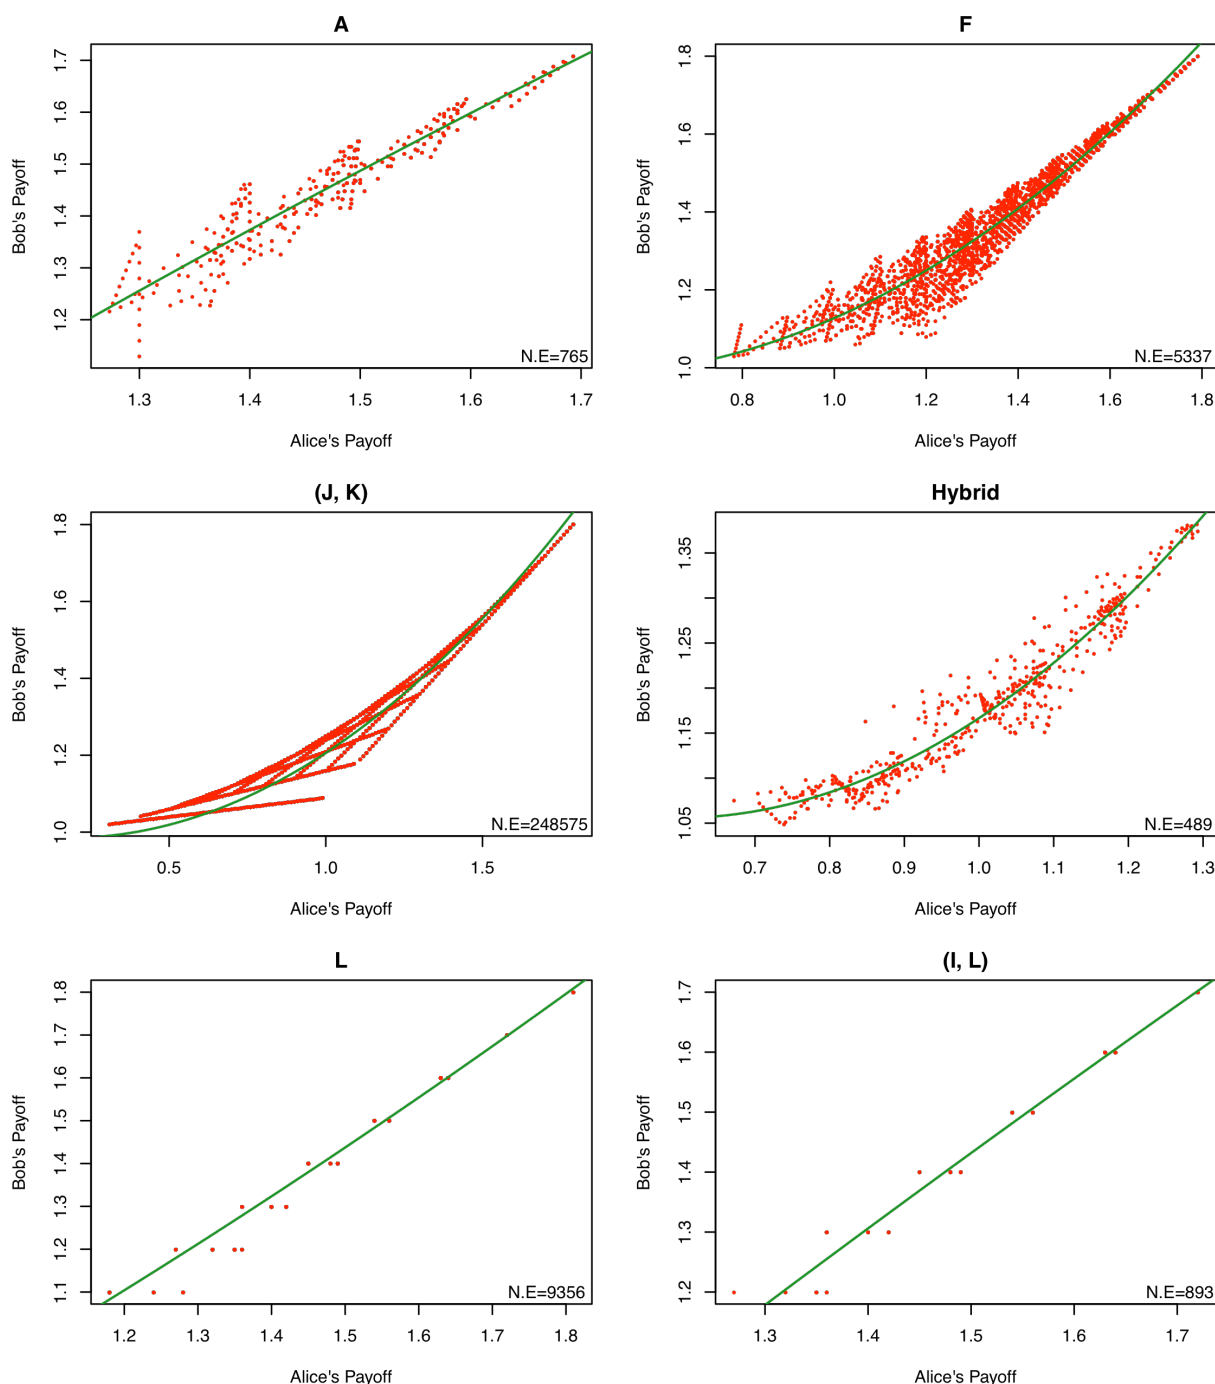 A
Bob's Payoff
1.2 1.3 1.4 1.5 1.6 1.7
N.E=765
1.3 1.4 1.5 1.6 1.7
Alice's Payoff
F
Bob's Payoff
1.0 1.2 1.4 1.6 1.8
N.E=5337
0.8 1.0 1.2 1.4 1.6 1.8
Alice's Payoff
(J, K)
Bob's Payoff
1.0 1.2 1.4 1.6 1.8
N.E=248575
0.5 1.0 1.5
Alice's Payoff
Hybrid
Bob's Payoff
1.05 1.15 1.25 1.35
N.E=489
0.7 0.8 0.9 1.0 1.1 1.2 1.3
Alice's Payoff
L
Bob's Payoff
1.1 1.2 1.3 1.4 1.5 1.6 1.7 1.8
N.E=9356
1.2 1.3 1.4 1.5 1.6 1.7 1.8
Alice's Payoff
(I, L)
Bob's Payoff
1.2 1.3 1.4 1.5 1.6 1.7
N.E=893
1.3 1.4 1.5 1.6 1.7
Alice's Payoff